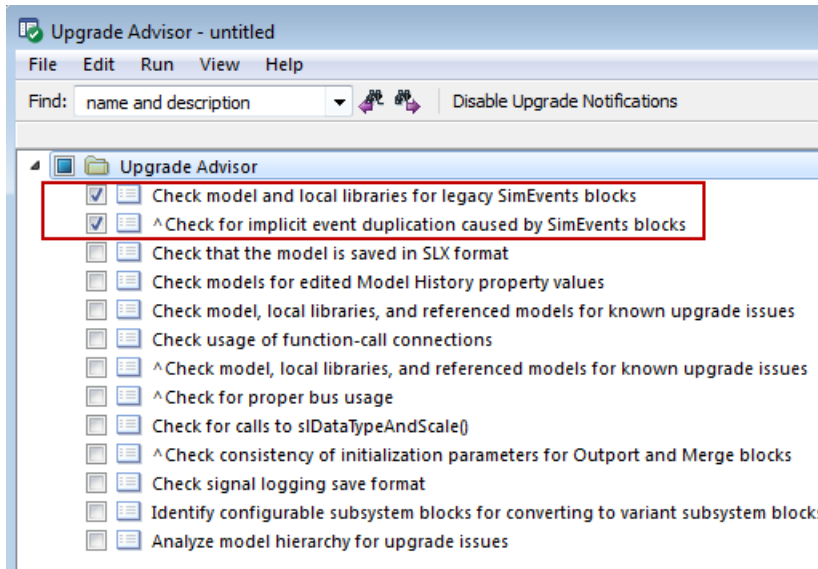 Upgrade Advisor - untitled
File Edit Run View Help
Find: name and description Disable Upgrade Notifications
Upgrade Advisor
Check model and local libraries for legacy SimEvents blocks
^Check for implicit event duplication caused by SimEvents blocks
Check that the model is saved in SLX format
Check models for edited Model History property values
Check model, local libraries, and referenced models for known upgrade issues
Check usage of function-call connections
^Check model, local libraries, and referenced models for known upgrade issues
^Check for proper bus usage
Check for calls to slDataTypeAndScale()
^Check consistency of initialization parameters for Outport and Merge blocks
Check signal logging save format
Identify configurable subsystem blocks for converting to variant subsystem blocks
Analyze model hierarchy for upgrade issues